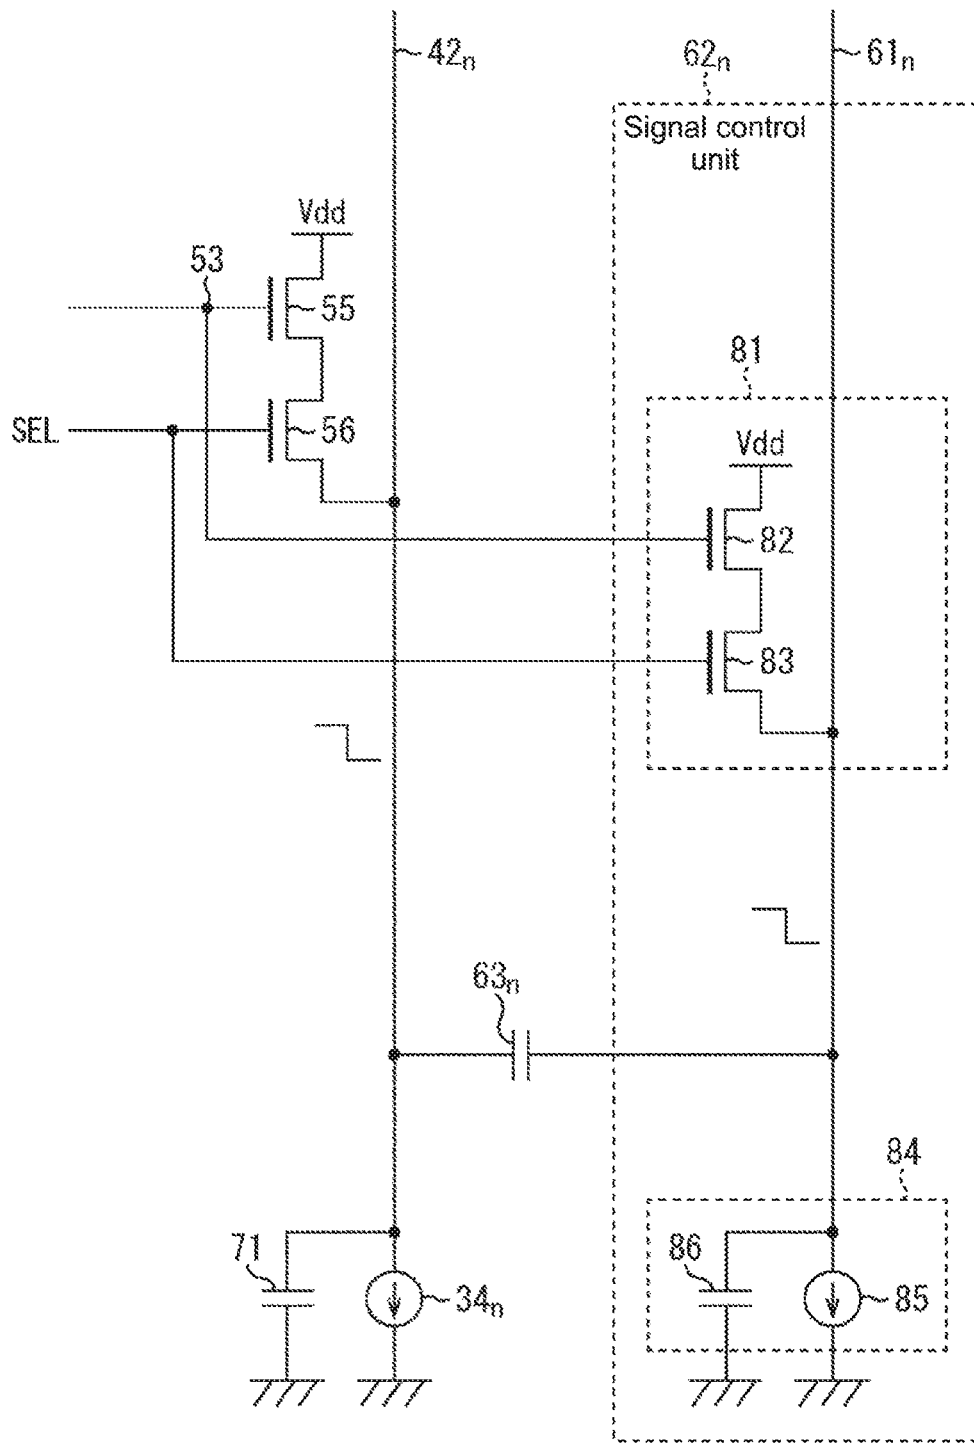 42n
62n
61n
Signal control
unit
Vdd
53
55
81
SEL
56
Vdd
82
83
63n
84
71
34n
86
85